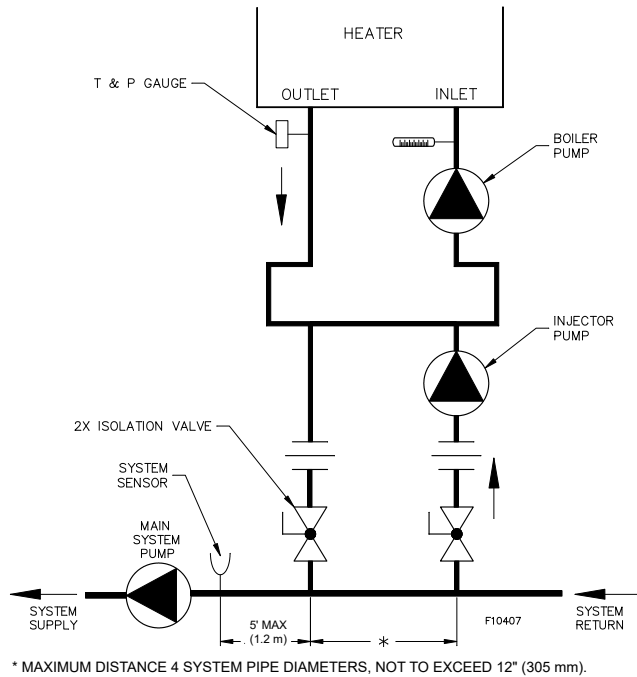 HEATER
T & P GAUGE
OUTLET
INLET
BOILER
PUMP
INJECTOR
PUMP
2X ISOLATION VALVE
SYSTEM
SENSOR
MAIN
SYSTEM
PUMP
SYSTEM
SUPPLY
5' MAX
(1.2 m)
*
F10407
SYSTEM
RETURN
* MAXIMUM DISTANCE 4 SYSTEM PIPE DIAMETERS, NOT TO EXCEED 12" (305 mm).